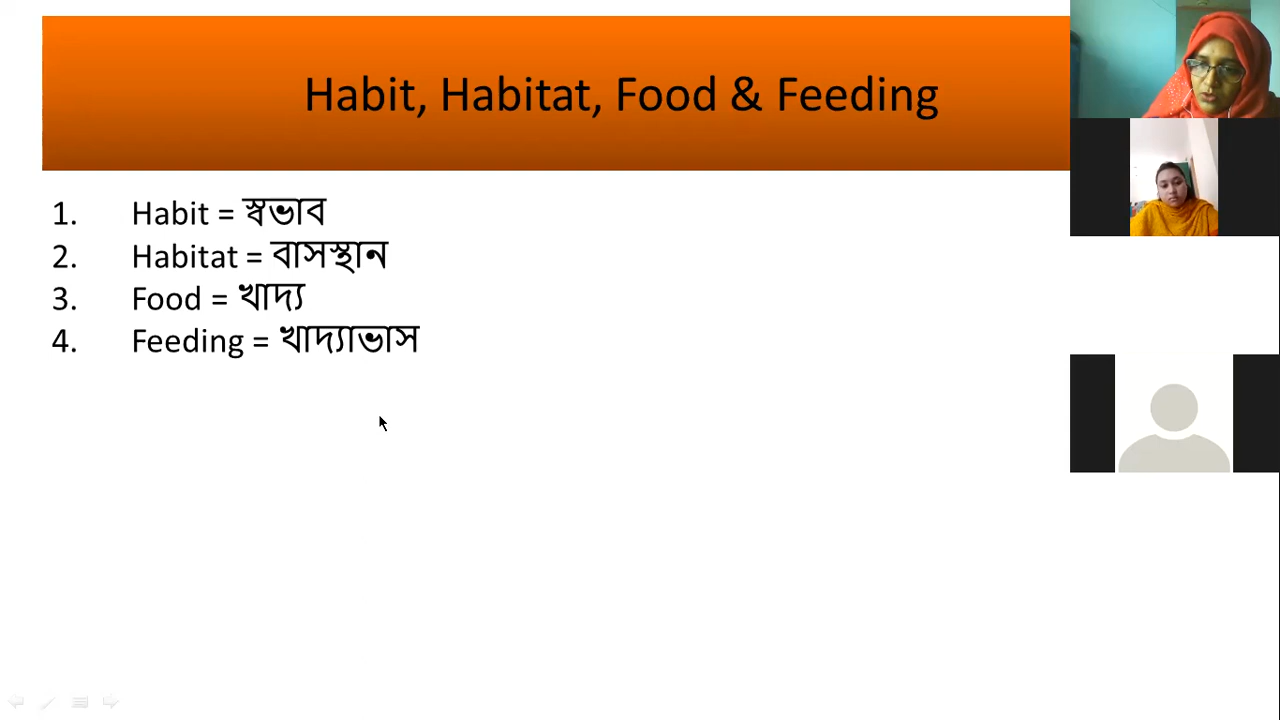 Habit, Habitat, Food & Feeding
1. Habit = স্বভাব
2. Habitat = বাসস্থান
3. Food = খাদ্য
4. Feeding = খাদ্যাভাস